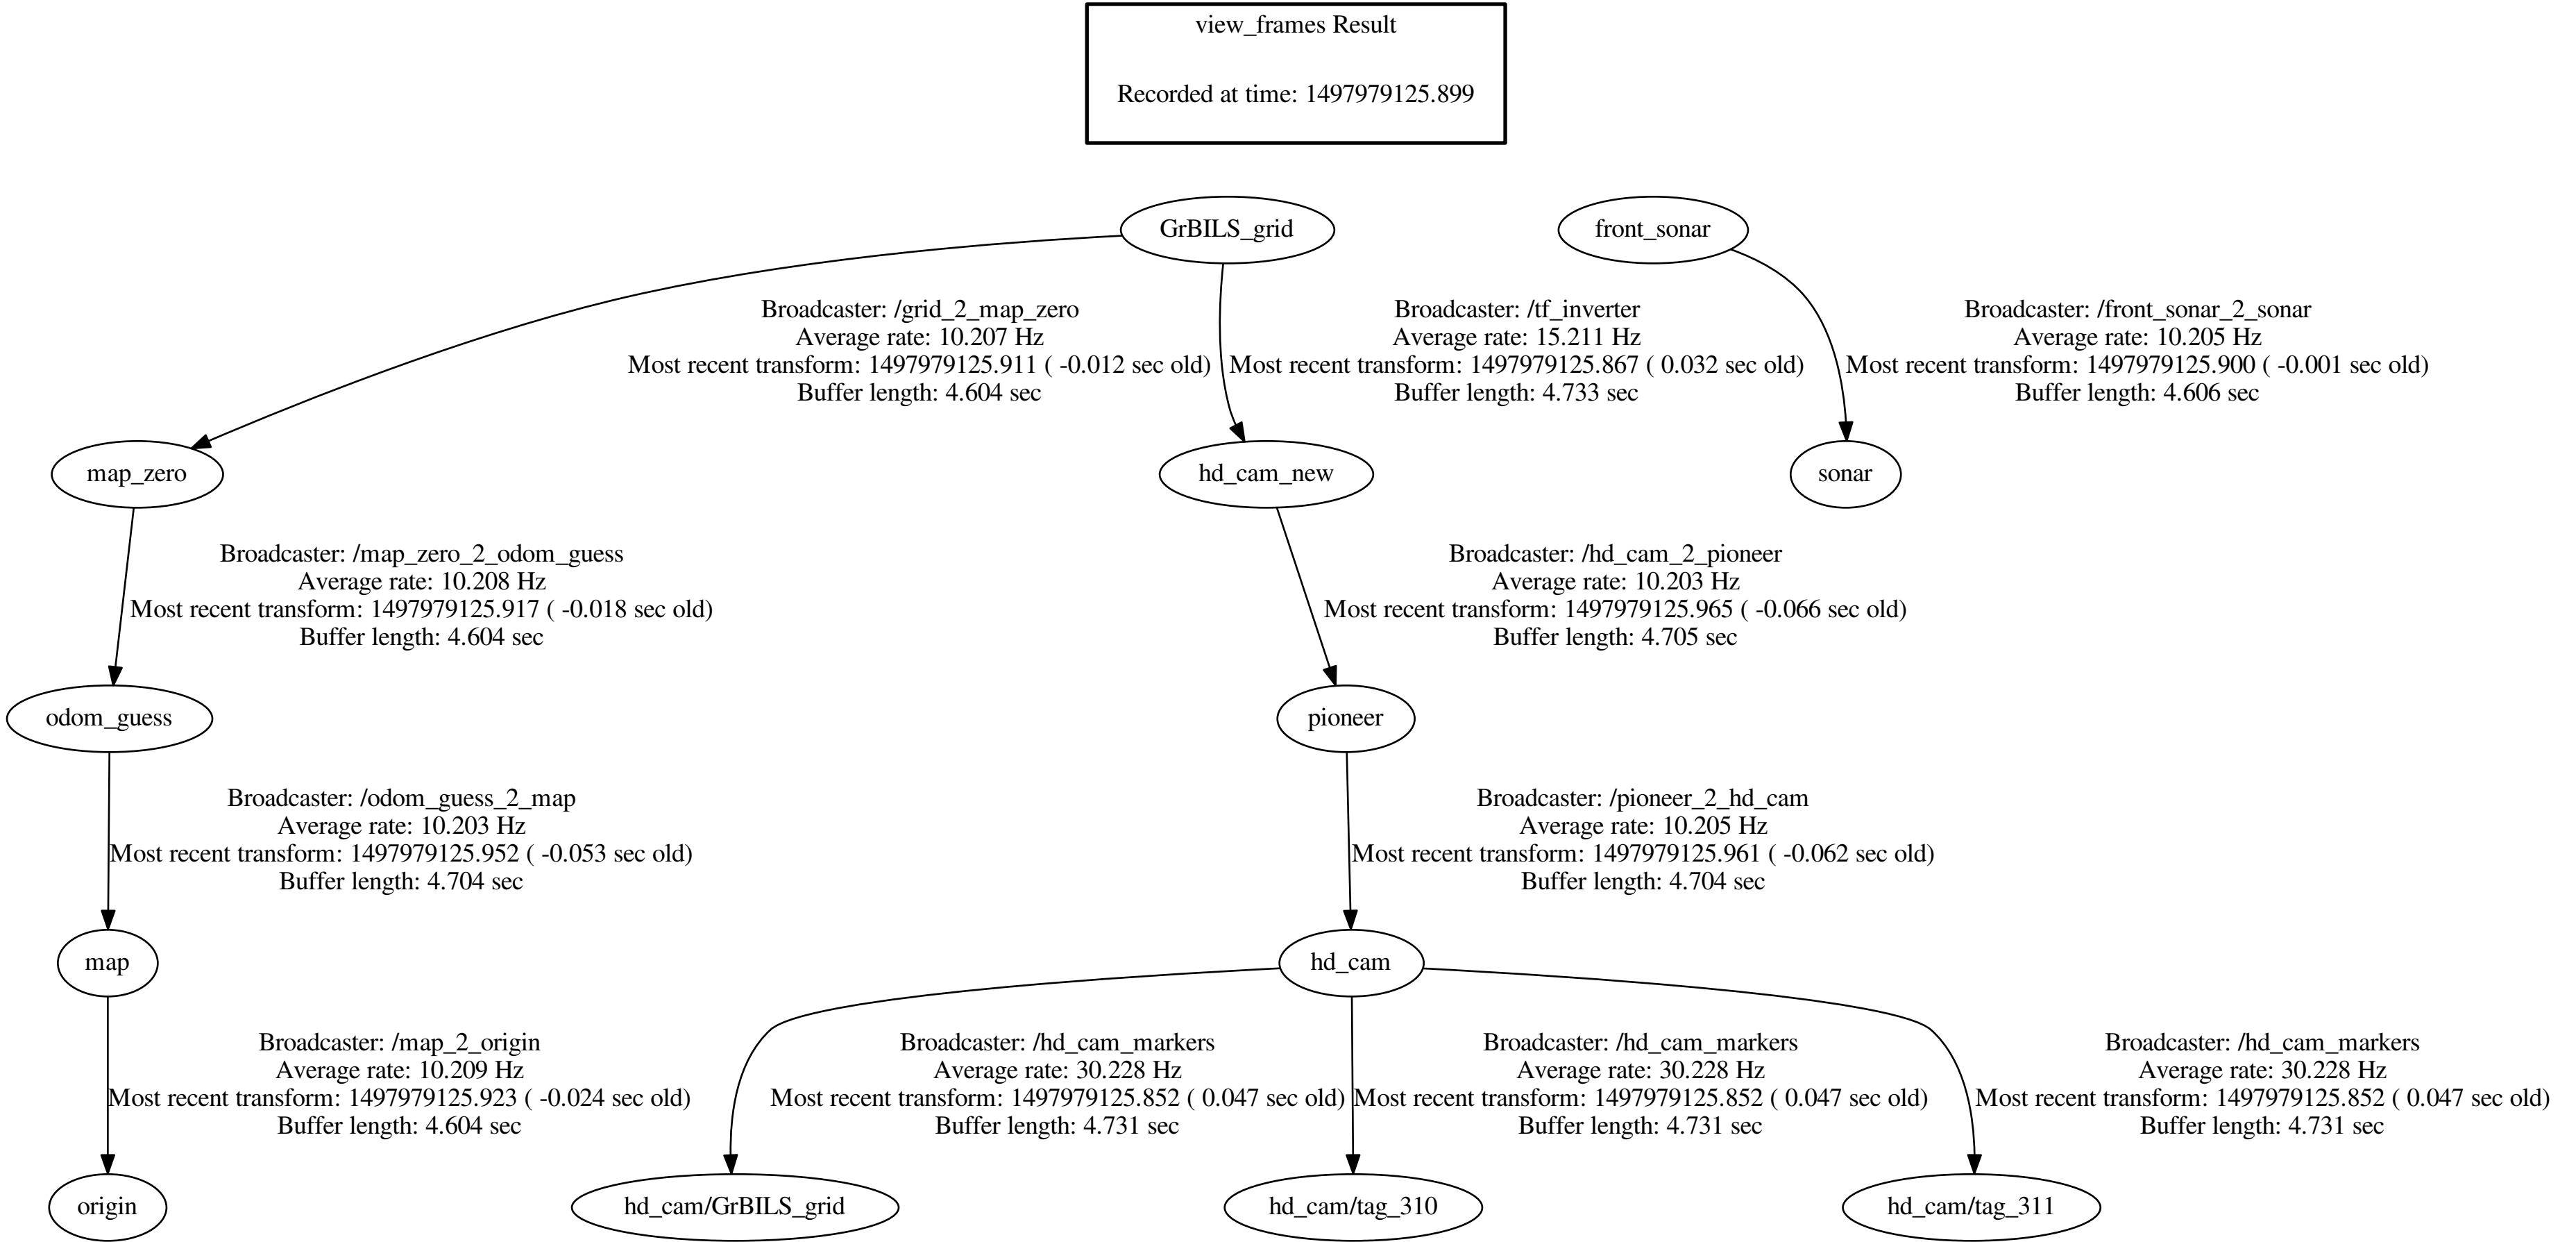 view_frames Result
Recorded at time: 1497979125.899
GrBILS_grid
front_sonar
Broadcaster: /grid_2_map_zero
Average rate: 10.207 Hz
Most recent transform: 1497979125.911 ( -0.012 sec old)
Buffer length: 4.604 sec
Broadcaster: /tf_inverter
Average rate: 15.211 Hz
Most recent transform: 1497979125.867 ( 0.032 sec old)
Buffer length: 4.733 sec
Broadcaster: /front_sonar_2_sonar
Average rate: 10.205 Hz
Most recent transform: 1497979125.900 ( -0.001 sec old)
Buffer length: 4.606 sec
map_zero
hd_cam_new
sonar
Broadcaster: /map_zero_2_odom_guess
Average rate: 10.208 Hz
Most recent transform: 1497979125.917 ( -0.018 sec old)
Buffer length: 4.604 sec
Broadcaster: /hd_cam_2_pioneer
Average rate: 10.203 Hz
Most recent transform: 1497979125.965 ( -0.066 sec old)
Buffer length: 4.705 sec
odom_guess
pioneer
Broadcaster: /odom_guess_2_map
Average rate: 10.203 Hz
Most recent transform: 1497979125.952 ( -0.053 sec old)
Buffer length: 4.704 sec
Broadcaster: /pioneer_2_hd_cam
Average rate: 10.205 Hz
Most recent transform: 1497979125.961 ( -0.062 sec old)
Buffer length: 4.704 sec
map
hd_cam
Broadcaster: /map_2_origin
Average rate: 10.209 Hz
Most recent transform: 1497979125.923 ( -0.024 sec old)
Buffer length: 4.604 sec
Broadcaster: /hd_cam_markers
Average rate: 30.228 Hz
Most recent transform: 1497979125.852 ( 0.047 sec old)
Buffer length: 4.731 sec
Broadcaster: /hd_cam_markers
Average rate: 30.228 Hz
Most recent transform: 1497979125.852 ( 0.047 sec old)
Buffer length: 4.731 sec
Broadcaster: /hd_cam_markers
Average rate: 30.228 Hz
Most recent transform: 1497979125.852 ( 0.047 sec old)
Buffer length: 4.731 sec
origin
hd_cam/GrBILS_grid
hd_cam/tag_310
hd_cam/tag_311